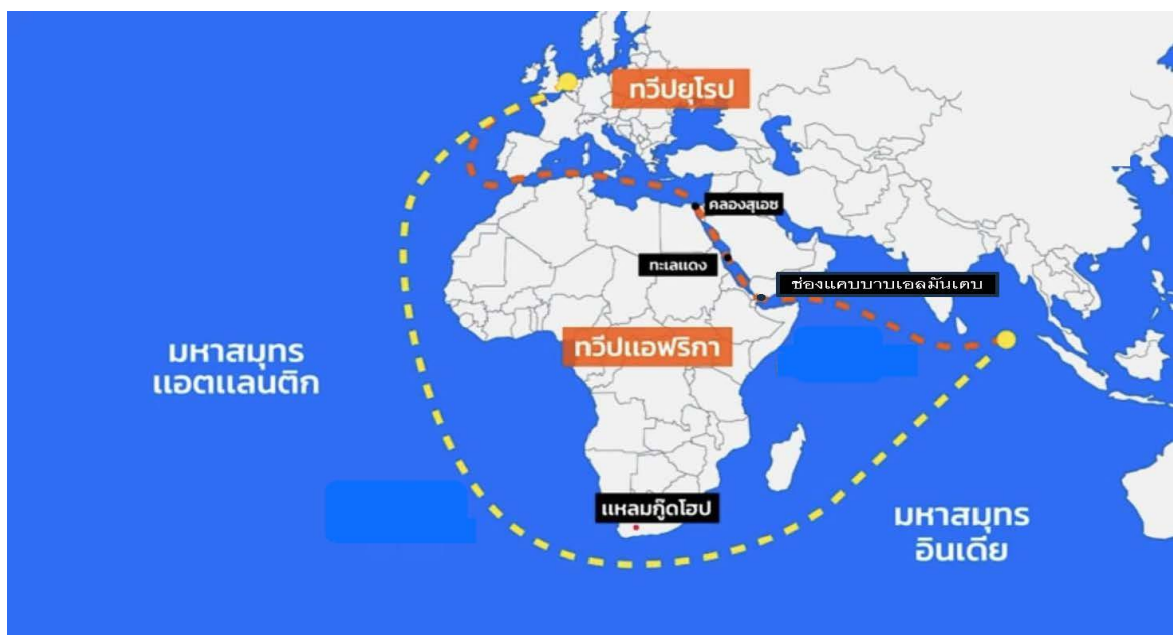 ทวีปยุโรป
คลองสุเอซ
ทะเลแดง
ช่องแคบบาบเอลมันเดบ
ทวีปแอฟริกา
มหาสมุทร
แอตแลนติก
แหลมกู๊ดโฮป
มหาสมุทร
อินเดีย